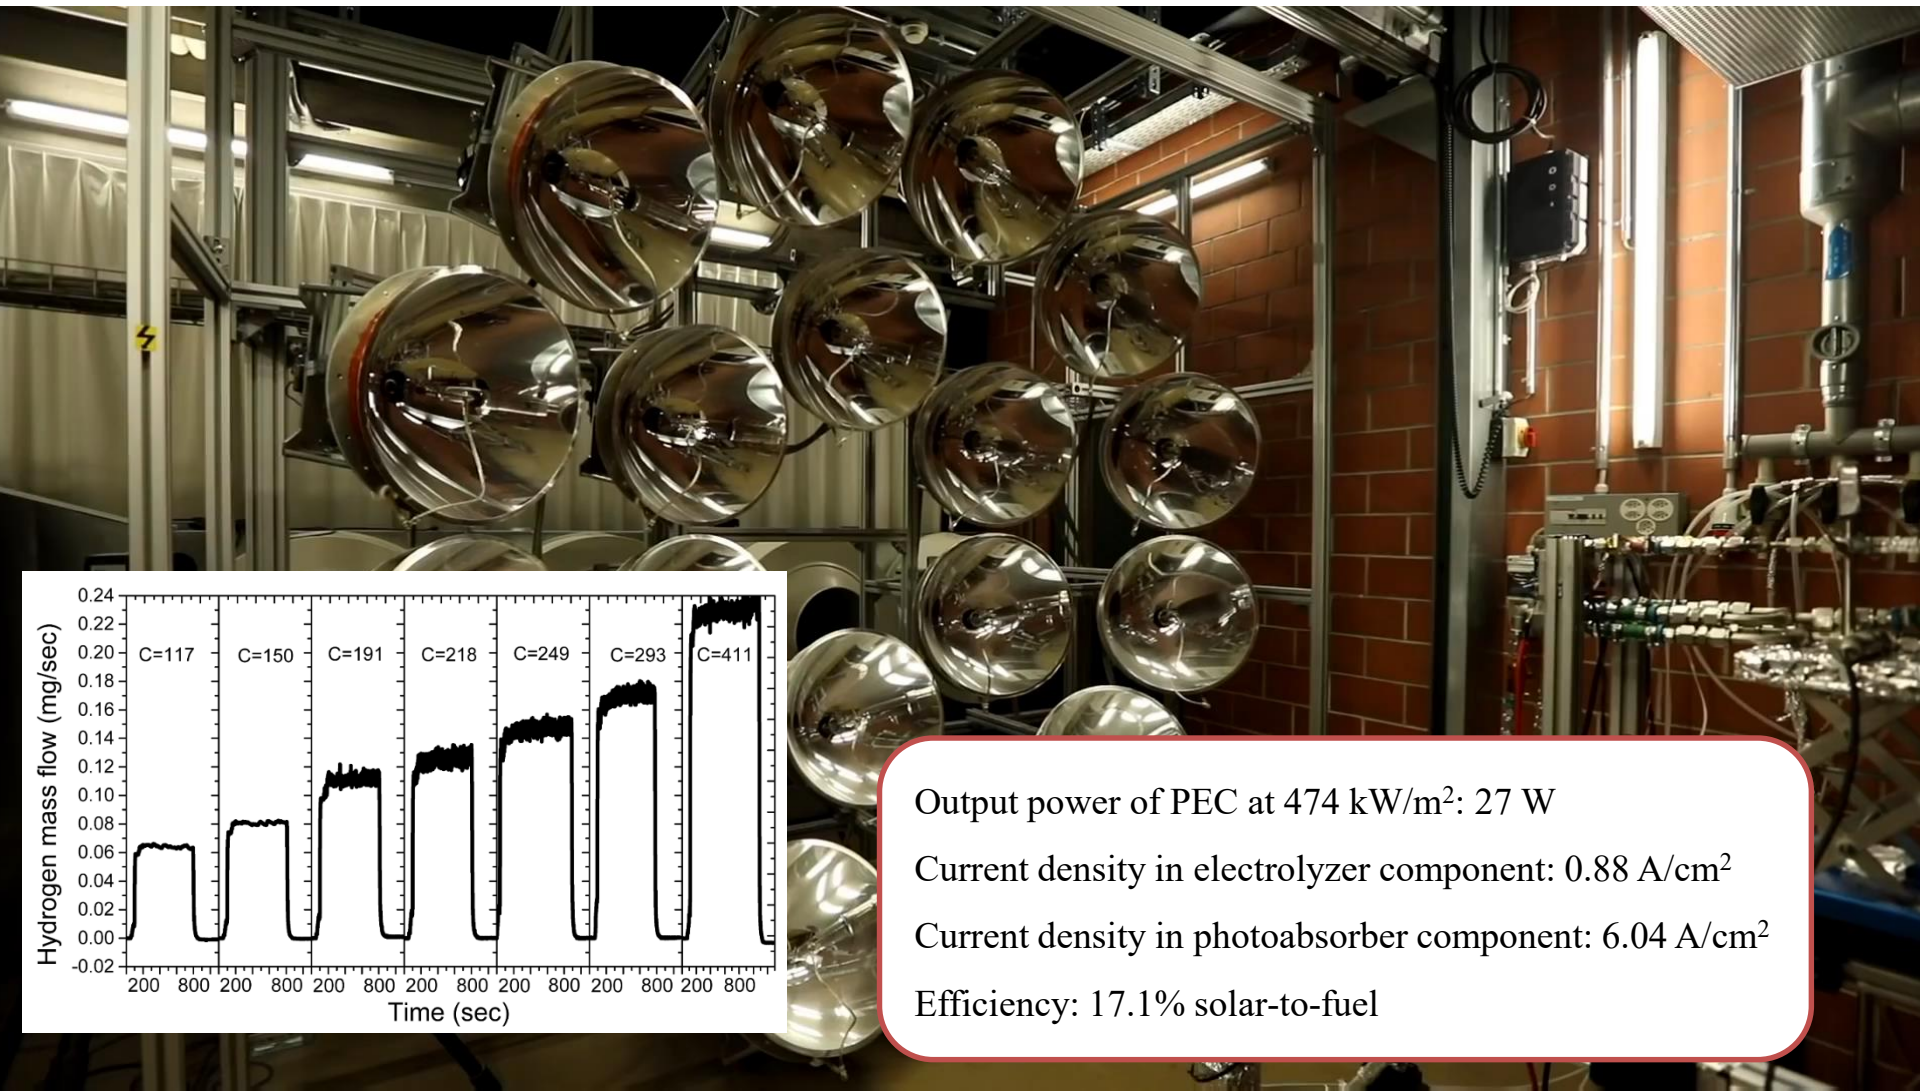 Hydrogen mass flow (mg/sec)
0.24
0.22
0.20
0.18
0.16
0.14
0.12
0.10
0.08
0.06
0.04
0.02
0.00
-0.02
C=117 C=150 C=191 C=218 C=249 C=293 C=411
200 800 200 800 200 800 200 800 200 800 200 800 200 800
Time (sec)
Output power of PEC at 474 kW/m²: 27 W
Current density in electrolyzer component: 0.88 A/cm²
Current density in photoabsorber component: 6.04 A/cm²
Efficiency: 17.1% solar-to-fuel